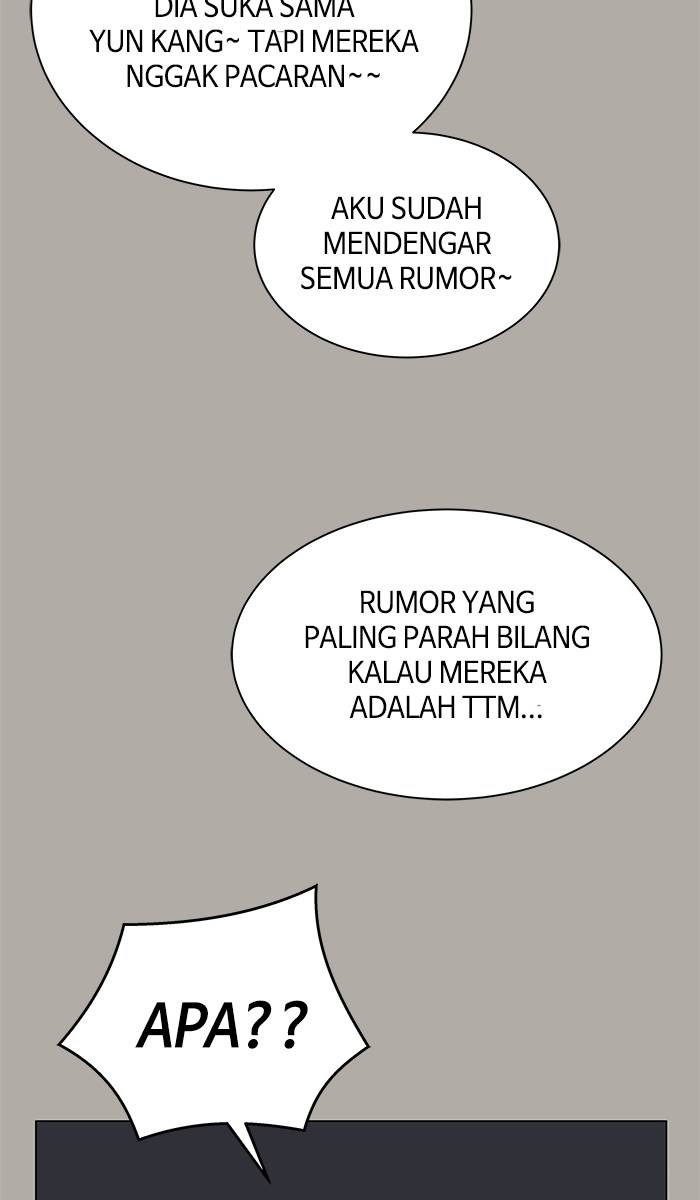 DIA SUKA SAMA
YUN KANG~ TAPI MEREKA
NGGAK PACARAN~~
AKU SUDAH
MENDENGAR
SEMUA RUMOR~
RUMOR YANG
PALING PARAH BILANG
KALAU MEREKA
ADALAH TTM...
APA??